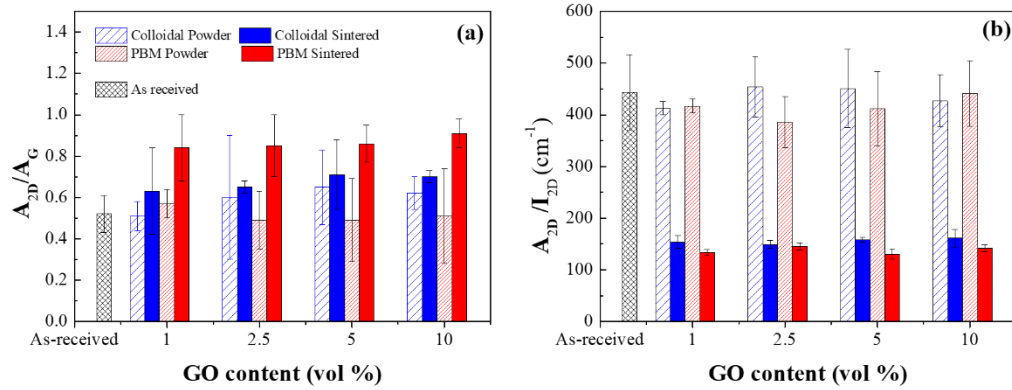 (a)
Colloidal Powder
Colloidal Sintered
PBM Powder
PBM Sintered
As received
1.4
1.2
1.0
0.8
0.6
0.4
0.2
0.0
A2D/AG
As-received 1 2.5 5 10
GO content (vol %)
(b)
600
500
400
300
200
100
0
A2D/I2D (cm-1)
As-received 1 2.5 5 10
GO content (vol %)